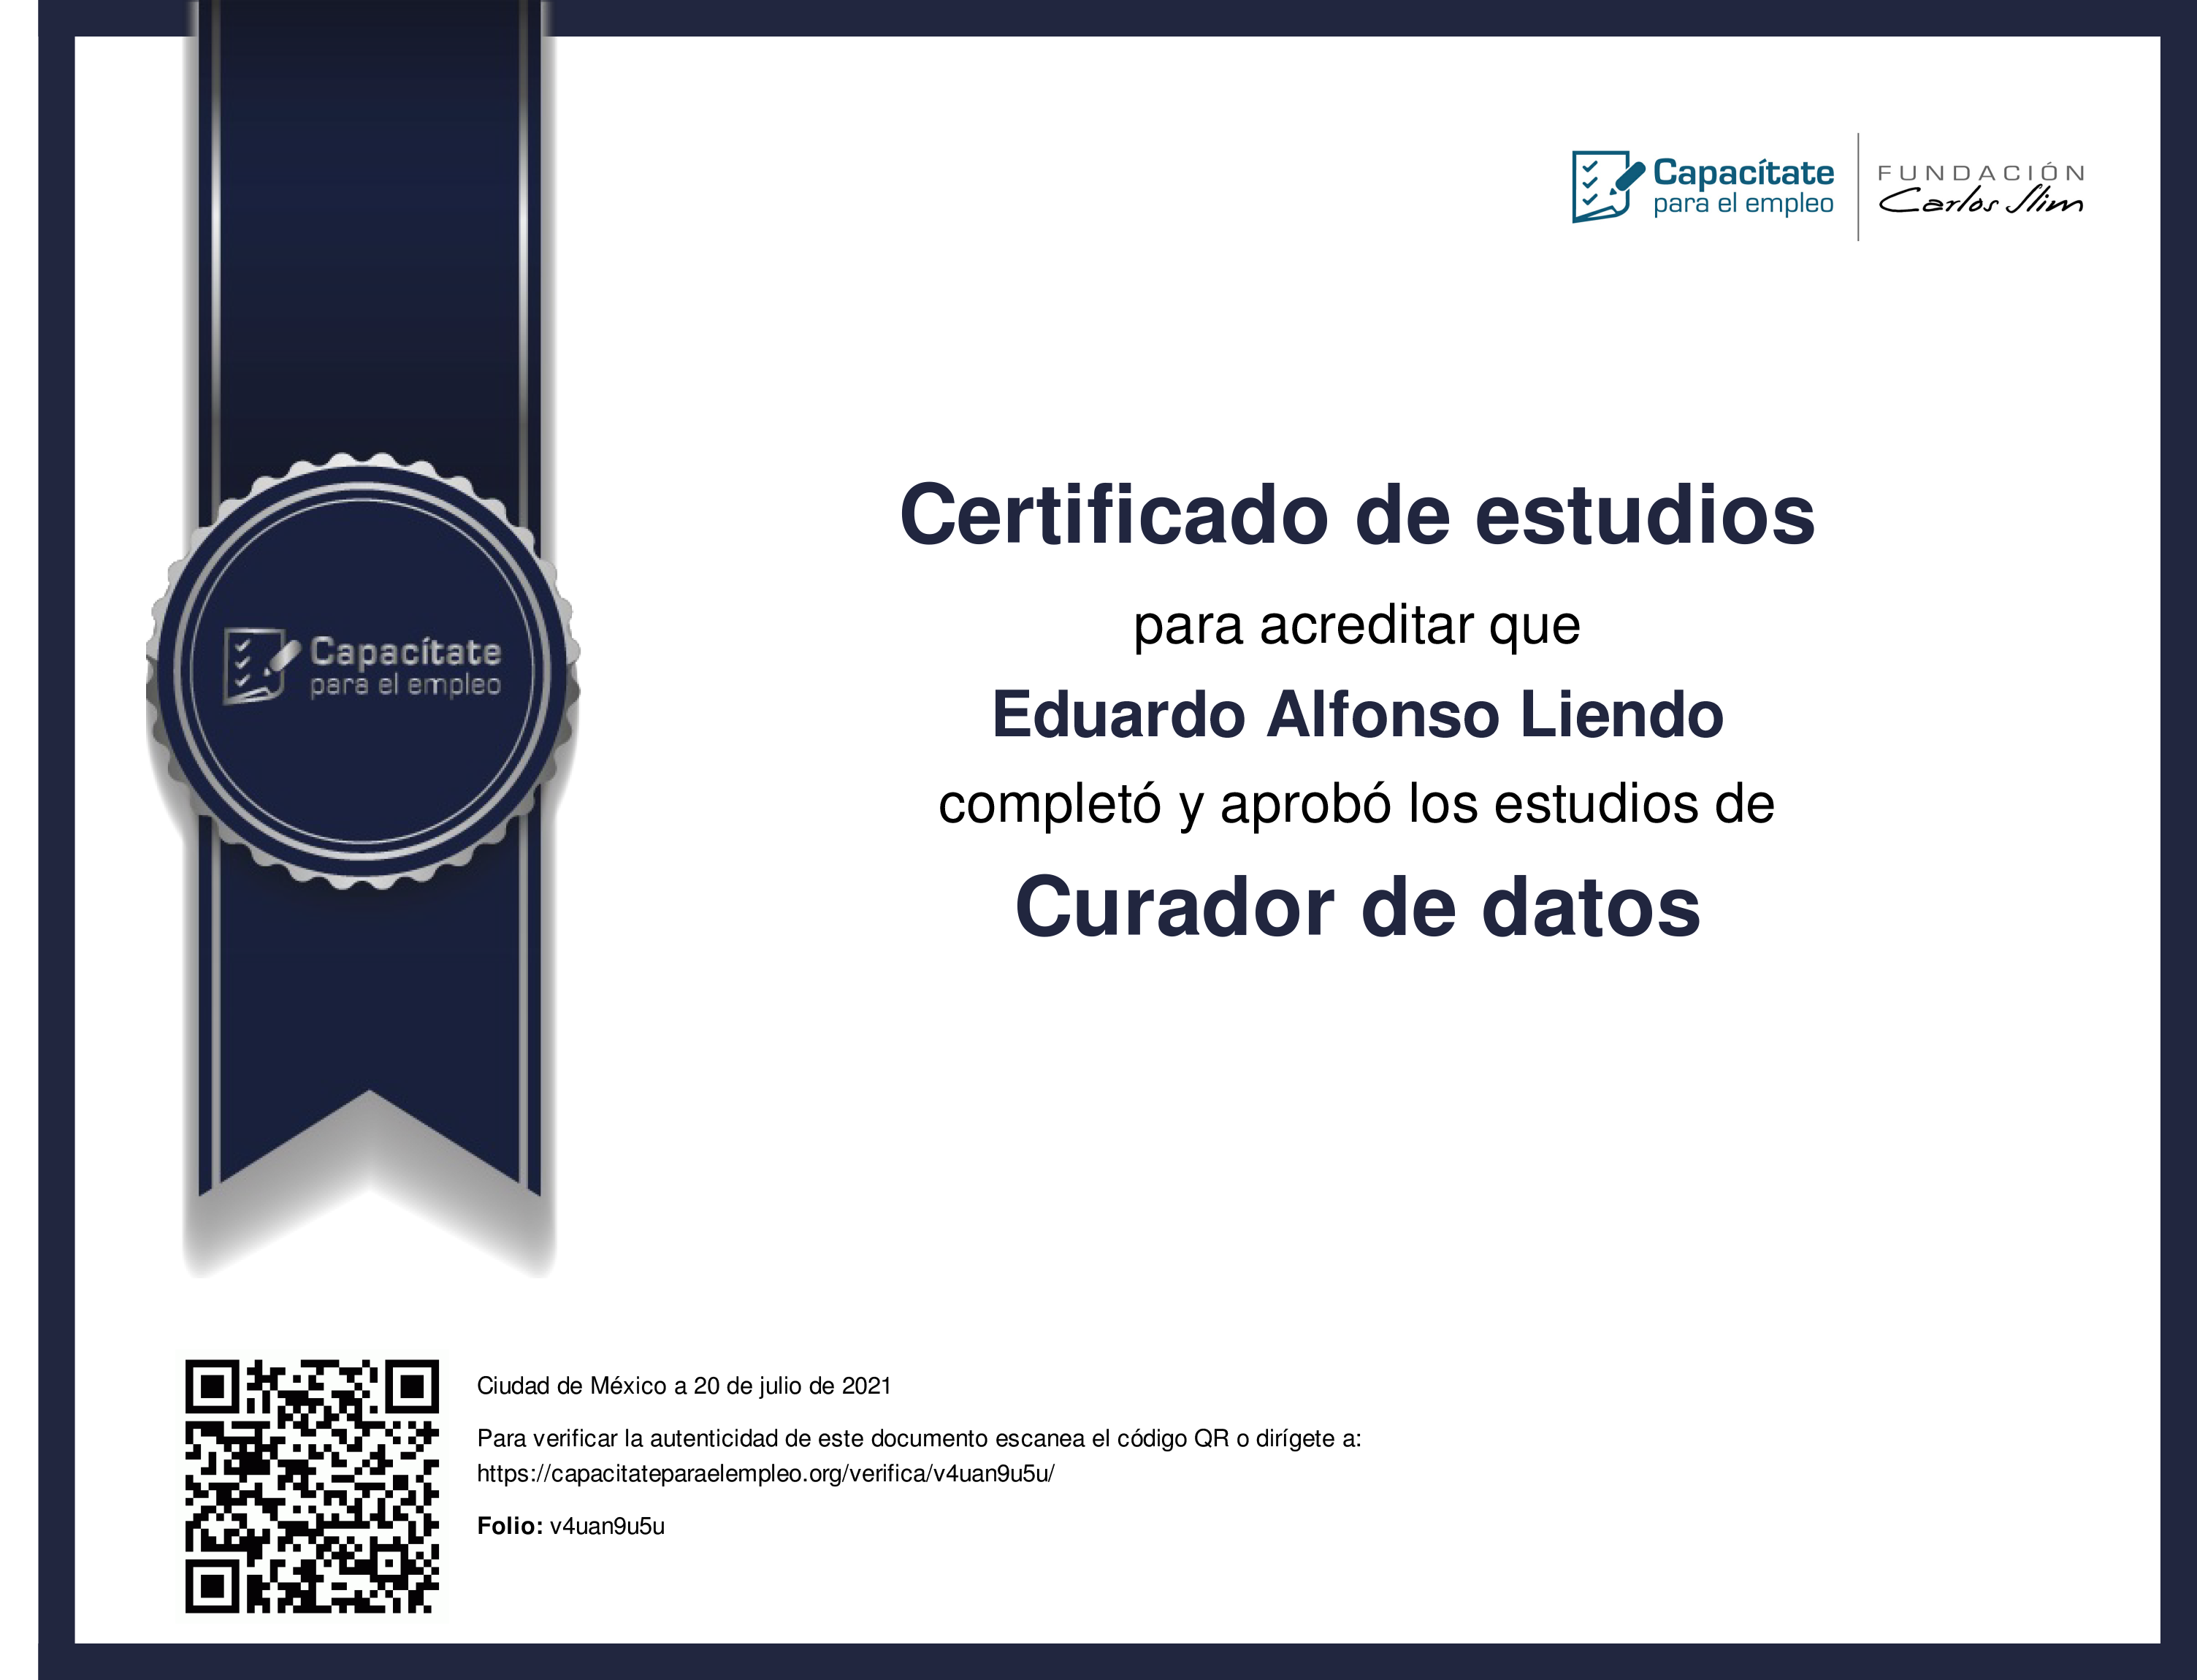 Capacítate
para el empleo
FUNDACIÓN
Carlos Slim
Certificado de estudios
para acreditar que
Eduardo Alfonso Liendo
completó y aprobó los estudios de
Curador de datos
Capacítate
para el empleo
Ciudad de México a 20 de julio de 2021
Para verificar la autenticidad de este documento escanea el código QR o dirígete a:
https://capacitateparaelempleo.org/verifica/v4uan9u5u/
Folio: v4uan9u5u